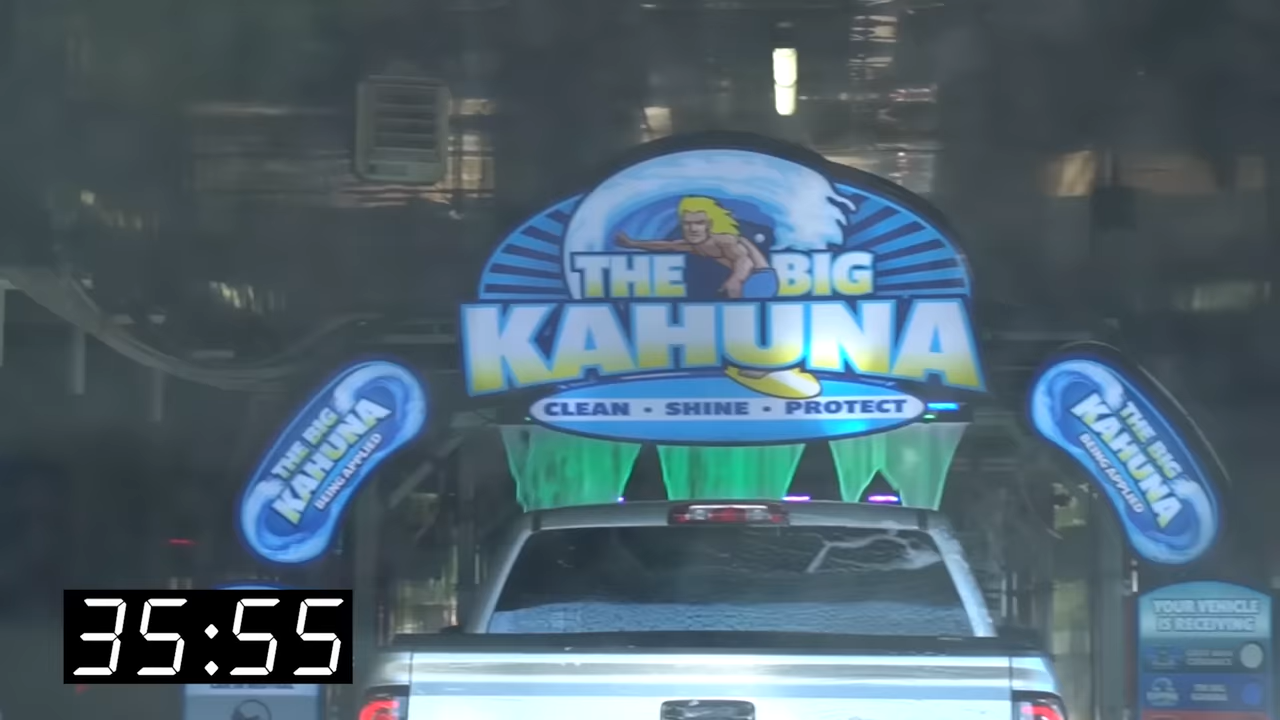 THE BIG
KAHUNA
CLEAN · SHINE · PROTECT
THE BIG
KAHUNA
BEING APPLIED
THE BIG
KAHUNA
BEING APPLIED
35:55
YOUR VEHICLE
IS RECEIVING